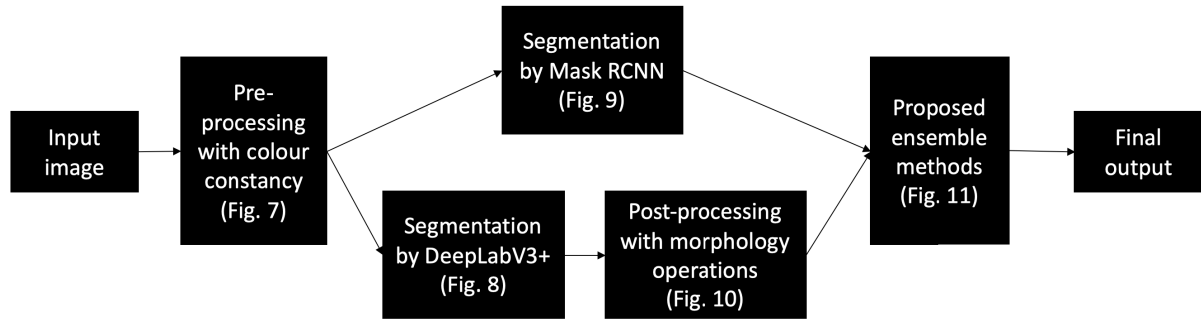 Input
image
Pre-
processing
with colour
constancy
(Fig. 7)
Segmentation
by Mask RCNN
(Fig. 9)
Segmentation
by DeepLabV3+
(Fig. 8)
Post-processing
with morphology
operations
(Fig. 10)
Proposed
ensemble
methods
(Fig. 11)
Final
output